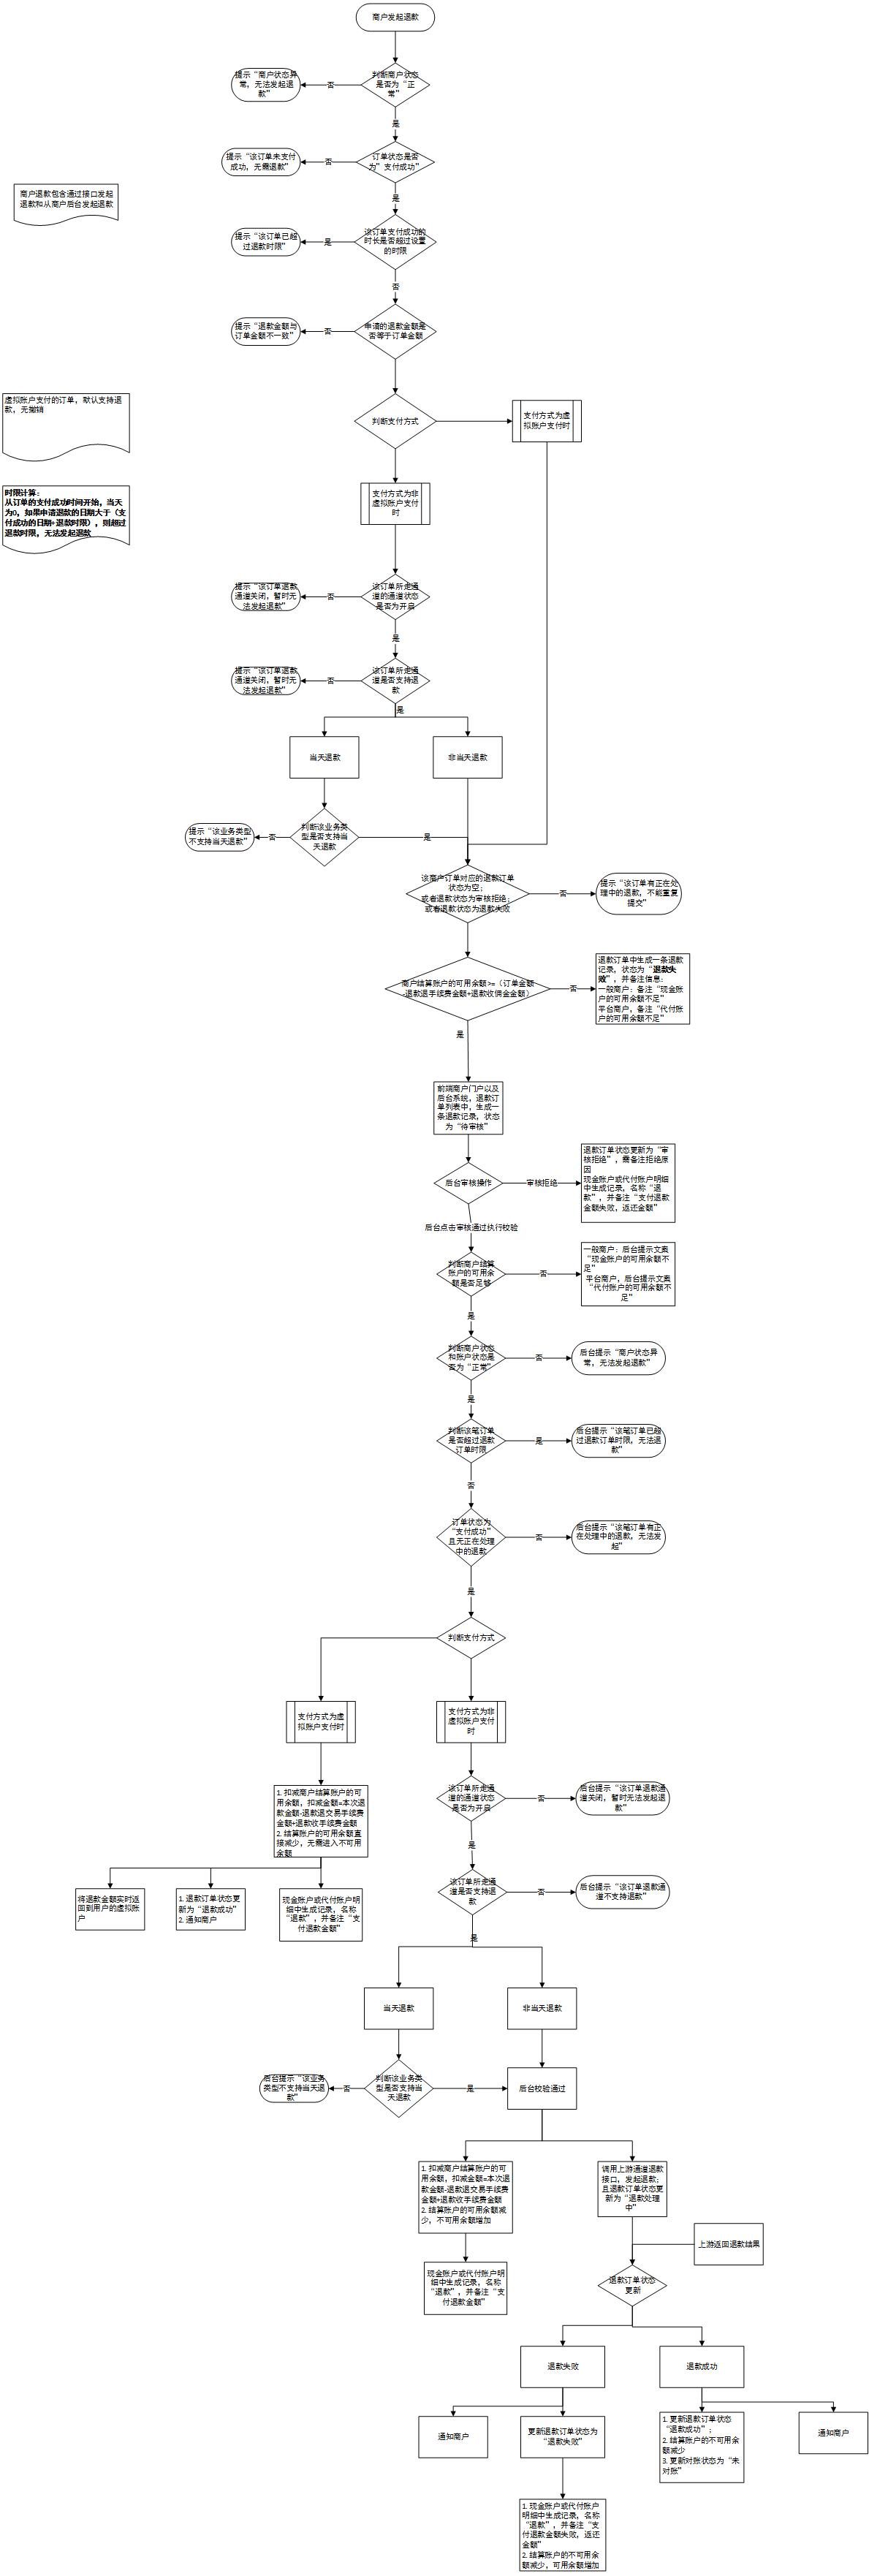 商户发起退款
判断商户状态
是否为“正
常”
否
提示“商户状态异
常，无法发起退
款”
是
订单状态是否
为”支付成功”
否
提示“该订单未支付
成功，无需退款”
是
商户退款包含通过接口发起
退款和从商户后台发起退款
该订单支付成功的
时长是否超过设置
的时限
是
提示“该订单已超
过退款时限”
否
申请的退款金额是
否等于订单金额
否
提示“退款金额与
订单金额不一致”
虚拟账户支付的订单，默认支持退
款，无撤销
判断支付方式
支付方式为虚
拟账户支付时
时限计算：
从订单的支付成功时间开始，当天
为0，如果申请退款的日期大于（支
付成功的日期+退款时限），则超过
退款时限，无法发起退款
支付方式为非
虚拟账户支付
时
该订单所走通
道的通道状态
是否为开启
否
提示“该订单退款
通道关闭，暂时无
法发起退款”
是
该订单所走通
道是否支持退
款
否
提示“该订单退款
通道关闭，暂时无
法发起退款”
是
当天退款
非当天退款
判断该业务类
型是否支持当
天退款
否
提示“该业务类型
不支持当天退款”
是
该商户订单对应的退款订单
状态为空；
或者退款状态为审核拒绝；
或者退款状态为退款失败
否
提示“该订单有正在处
理中的退款，不能重复
提交”
商户结算账户的可用余额>=（订单金额
-退款退手续费金额+退款收佣金金额）
否
退款订单中生成一条退款
记录，状态为“退款失
败”，并备注信息：
一般商户：备注“现金账
户的可用余额不足”
平台商户，备注“代付账
户的可用余额不足”
是
前端商户门户以及
后台系统，退款订
单列表中，生成一
条退款记录，状态
为“待审核”
后台审核操作
审核拒绝
退款订单状态更新为“审
核拒绝”，需备注拒绝原
因
现金账户或代付账户明细
中生成记录，名称“退
款”，并备注“支付退款
金额失败，返还金额”
后台点击审核通过执行校验
判断商户结算
账户的可用余
额是否足够
否
一般商户：后台提示文案
“现金账户的可用余额不
足”
平台商户，后台提示文案
“代付账户的可用余额不
足”
是
判断商户状态
和账户状态是
否为“正常”
否
后台提示“商户状态异
常，无法发起退款”
是
判断该笔订单
是否超过退款
订单时限
是
后台提示“该笔订单已超
过退款订单时限，无法退
款”
否
订单状态为
“支付成功”
且无正在处理
中的退款
否
后台提示“该笔订单有正
在处理中的退款，无法发
起”
是
判断支付方式
支付方式为虚
拟账户支付时
支付方式为非
虚拟账户支付
时
1. 扣减商户结算账户的可
用余额，扣减金额=本次退
款金额-退款退交易手续费
金额+退款收手续费金额
2. 结算账户的可用余额直
接减少，无需进入不可用
余额
该订单所走通
道的通道状态
是否为开启
否
后台提示“该订单退款通
道关闭，暂时无法发起退
款”
是
将退款金额实时返
回到用户的虚拟账
户
1. 退款订单状态更
新为“退款成功”
2. 通知商户
现金账户或代付账户明
细中生成记录，名称
“退款”，并备注“支
付退款金额”
该订单所走通
道是否支持退
款
否
后台提示“该订单退款通
道不支持退款”
是
当天退款
非当天退款
判断该业务类
型是否支持当
天退款
否
后台提示“该业务
类型不支持当天退
款”
是
后台校验通过
1. 扣减商户结算账户的可
用余额，扣减金额=本次退
款金额-退款退交易手续费
金额+退款收手续费金额
2. 结算账户的可用余额减
少，不可用余额增加
调用上游通道退款
接口，发起退款；
且退款订单状态更
新为“退款处理
中”
上游返回退款结果
现金账户或代付账户明
细中生成记录，名称
“退款”，并备注“支
付退款金额”
退款订单状态
更新
退款失败
退款成功
通知商户
更新退款订单状态为
“退款失败”
1. 更新退款订单状态
“退款成功”；
2. 结算账户的不可用余
额减少
3. 更新对账状态为“未
对账”
通知商户
1. 现金账户或代付账户
明细中生成记录，名称
“退款”，并备注“支
付退款金额失败，返还
金额”
2. 结算账户的不可用余
额减少，可用余额增加